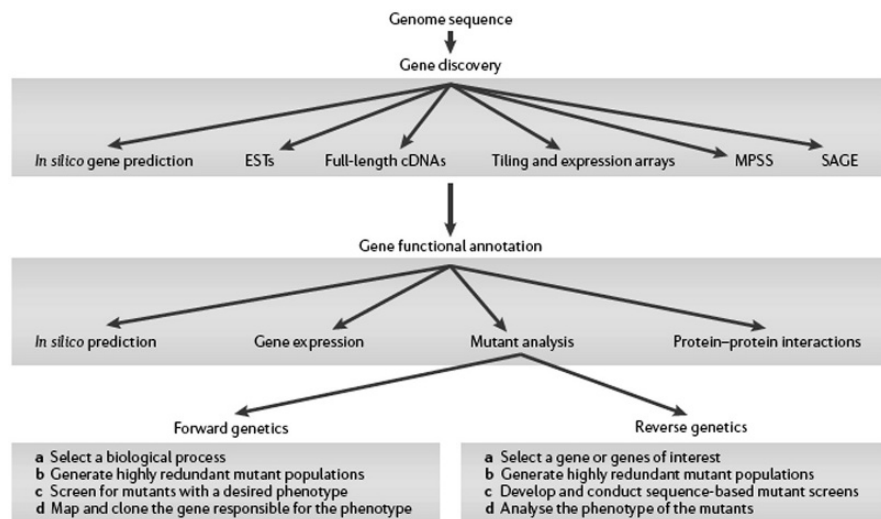 Genome sequence
Gene discovery
In silico gene prediction ESTs Full-length cDNAs Tiling and expression arrays MPSS SAGE
Gene functional annotation
In silico prediction Gene expression Mutant analysis Protein–protein interactions
Forward genetics
a Select a biological process
b Generate highly redundant mutant populations
c Screen for mutants with a desired phenotype
d Map and clone the gene responsible for the phenotype
Reverse genetics
a Select a gene or genes of interest
b Generate highly redundant mutant populations
c Develop and conduct sequence-based mutant screens
d Analyse the phenotype of the mutants